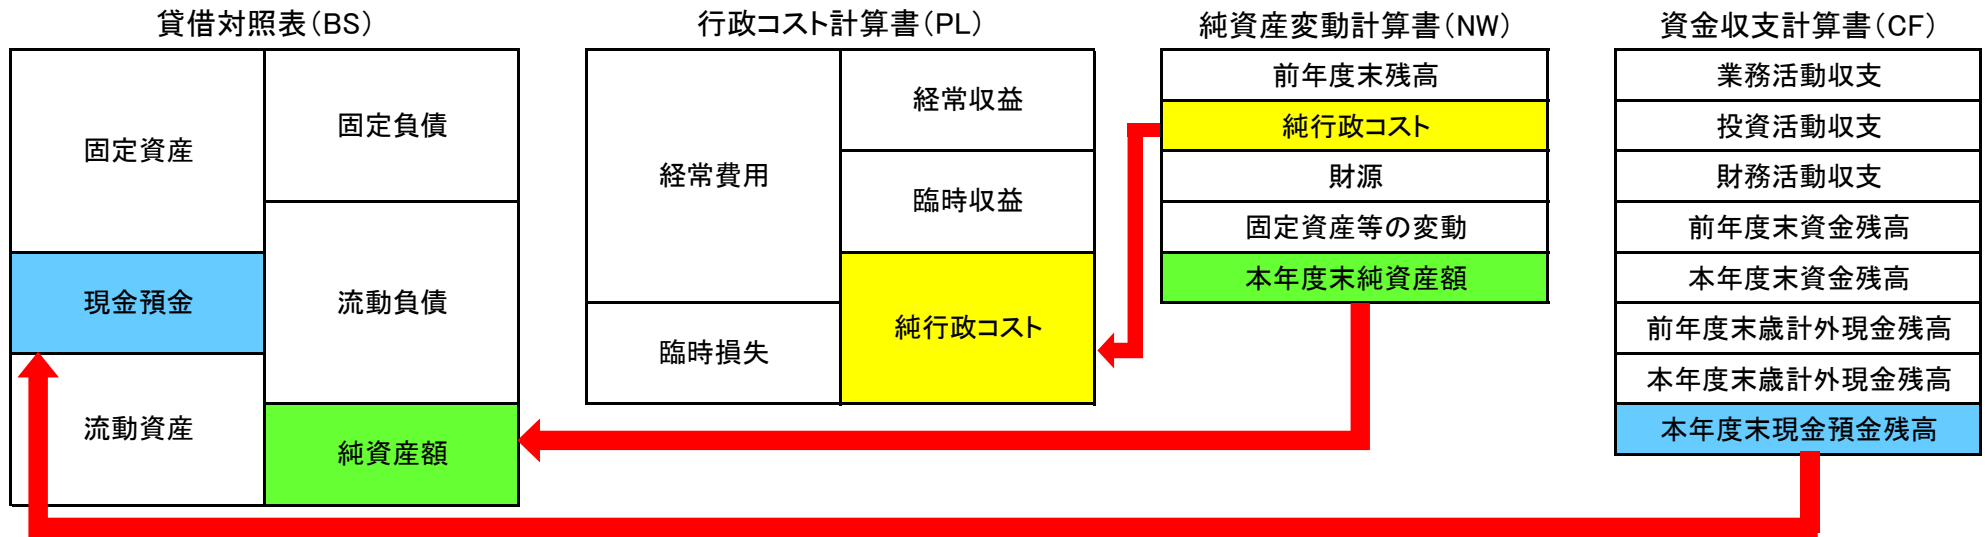 貸借対照表(BS)
固定資産
固定負債
現金預金
流動負債
流動資産
純資産額
行政コスト計算書(PL)
経常費用
経常収益
臨時収益
臨時損失
純行政コスト
純資産変動計算書(NW)
前年度末残高
純行政コスト
財源
固定資産等の変動
本年度末純資産額
資金収支計算書(CF)
業務活動収支
投資活動収支
財務活動収支
前年度末資金残高
本年度末資金残高
前年度末歳計外現金残高
本年度末歳計外現金残高
本年度末現金預金残高